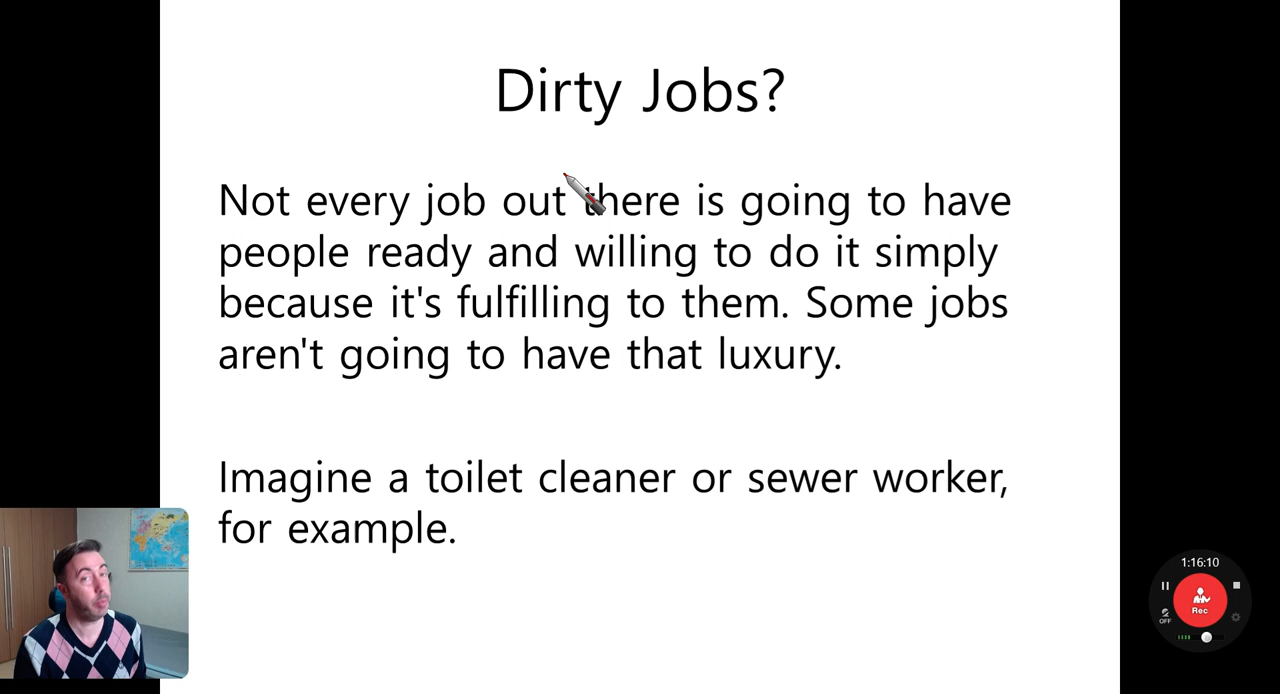 Dirty Jobs?
Not every job out there is going to have
people ready and willing to do it simply
because it's fulfilling to them. Some jobs
aren't going to have that luxury.
Imagine a toilet cleaner or sewer worker,
for example.
1:16:10
Rec
OFF